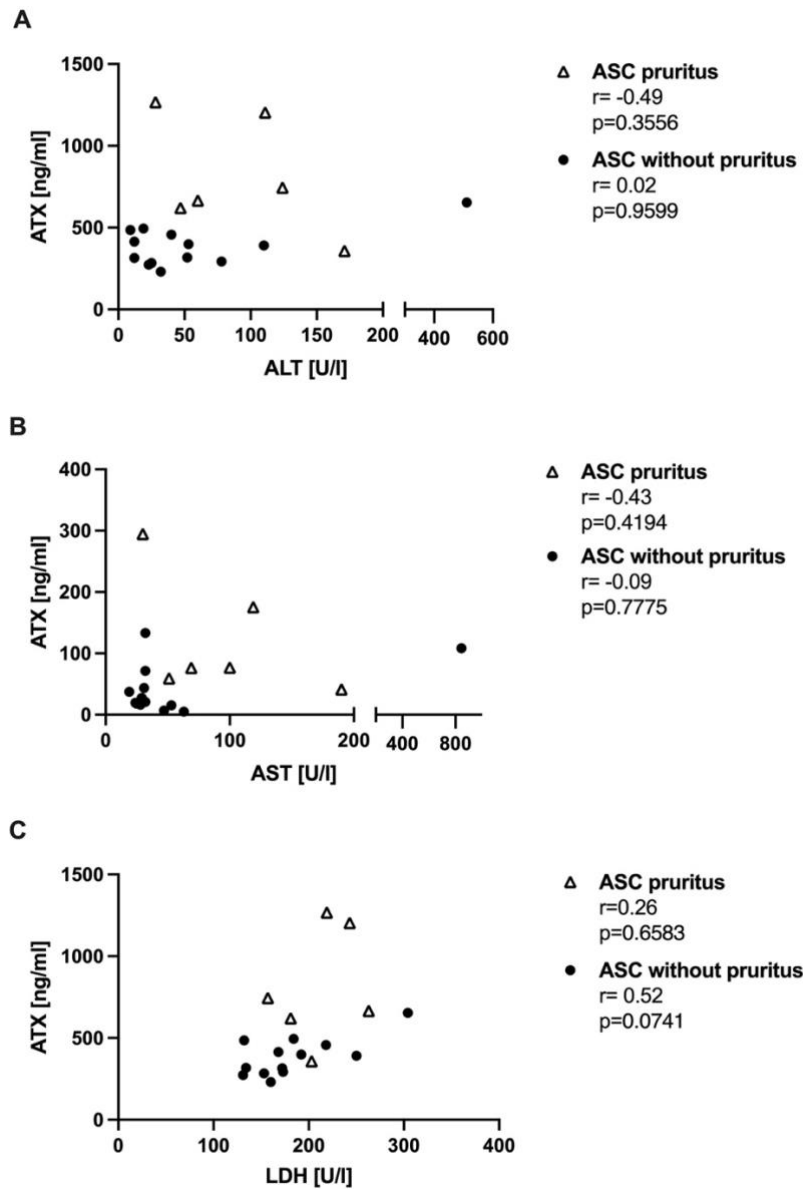 A
1500
1000
500
0
ATX [ng/ml]
0 50 100 150 200 400 600
ALT [U/l]
ASC pruritus
r= -0.49
p=0.3556
ASC without pruritus
r= 0.02
p=0.9599
B
400
300
200
100
0
ATX [ng/ml]
0 100 200 400 800
AST [U/l]
ASC pruritus
r= -0.43
p=0.4194
ASC without pruritus
r= -0.09
p=0.7775
C
1500
1000
500
0
ATX [ng/ml]
0 100 200 300 400
LDH [U/l]
ASC pruritus
r=0.26
p=0.6583
ASC without pruritus
r= 0.52
p=0.0741